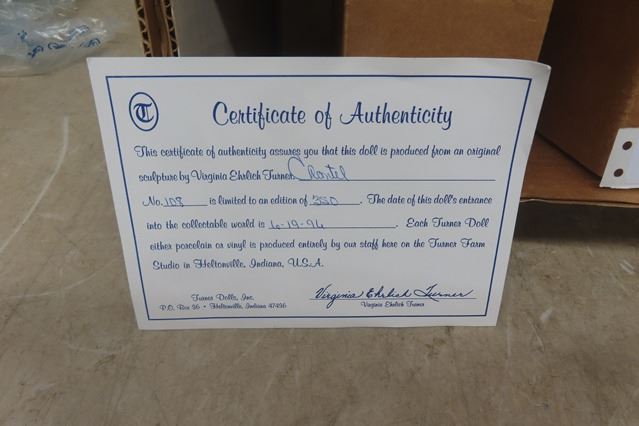 T
Certificate of Authenticity
This certificate of authenticity assures you that this doll is produced from an original
sculpture by Virginia Ehrlich Turner Chantel
No. 108 is limited to an edition of 350. The date of this doll's entrance
into the collectable world is 6-19-96. Each Turner Doll
either porcelain or vinyl is produced entirely by our staff here on the Turner Farm
Studio in Heltonville, Indiana, U.S.A.
Turner Dolls, Inc.
P.O. Box 36 • Heltonville, Indiana 47436
Virginia Ehrlich Turner
Virginia Ehrlich Turner